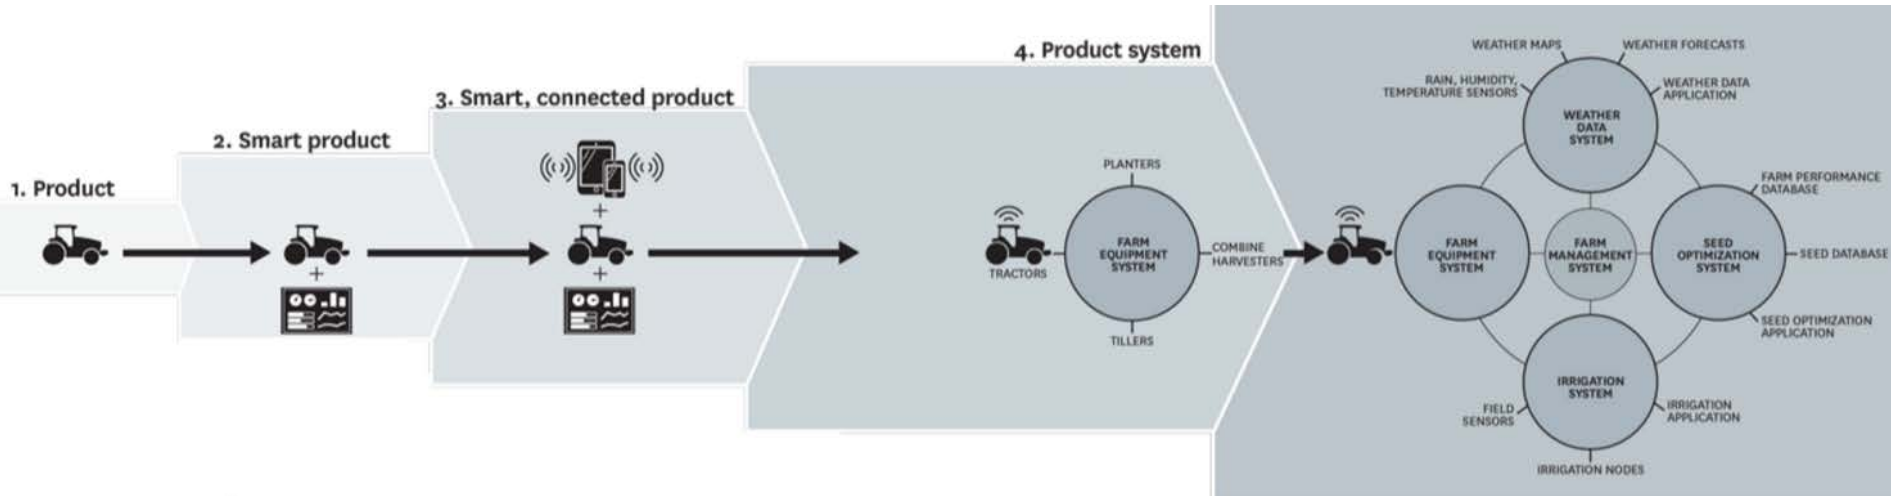 1. Product
2. Smart product
+
3. Smart, connected product
+
+
4. Product system
PLANTERS
TRACTORS
FARM
EQUIPMENT
SYSTEM
COMBINE
HARVESTERS
TILLERS
WEATHER MAPS
WEATHER FORECASTS
RAIN, HUMIDITY,
TEMPERATURE SENSORS
WEATHER DATA
APPLICATION
WEATHER
DATA
SYSTEM
FARM PERFORMANCE
DATABASE
FARM
EQUIPMENT
SYSTEM
FARM
MANAGEMENT
SYSTEM
SEED
OPTIMIZATION
SYSTEM
SEED DATABASE
SEED OPTIMIZATION
APPLICATION
IRRIGATION
SYSTEM
FIELD
SENSORS
IRRIGATION
APPLICATION
IRRIGATION NODES